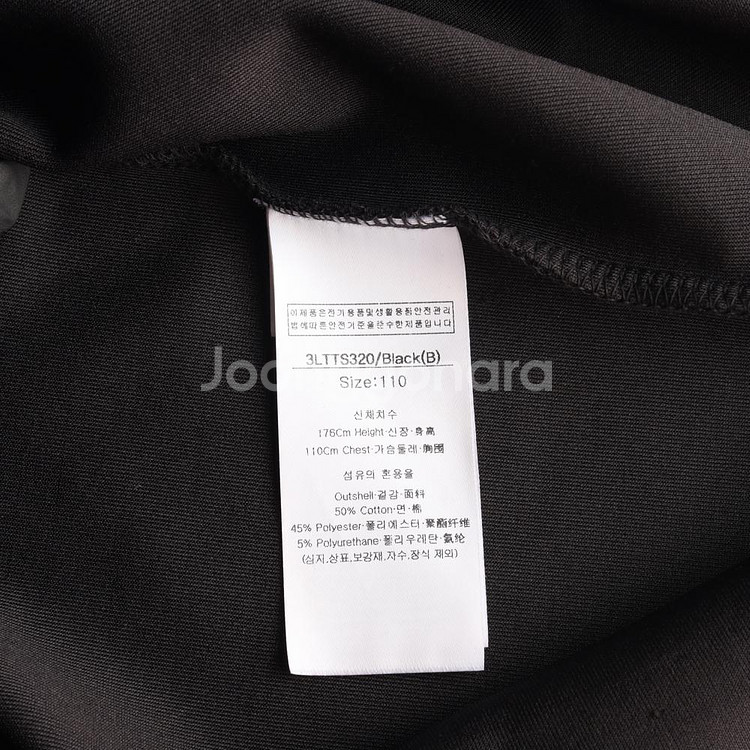 이제품은전기용품및생활용품안전관리
법에따른안전기준을준수한제품입니다.
3LTTS320/Black(B)
Size:110
신체치수
176Cm Height·신장·身高
110Cm Chest·가슴둘레·胸围
섬유의 혼용율
Outshell·겉감·面料
50% Cotton·면·棉
45% Polyester·폴리에스터·聚酯纤维
5% Polyurethane·폴리우레탄·氨纶
(심지,상표,보강재,자수,장식 제외)